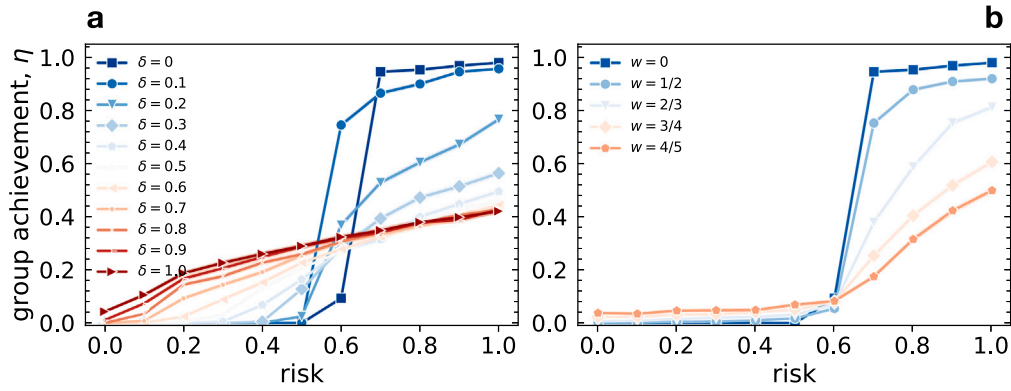 a
b
group achievement, η
1.0
0.8
0.6
0.4
0.2
0.0
δ = 0
δ = 0.1
δ = 0.2
δ = 0.3
δ = 0.4
δ = 0.5
δ = 0.6
δ = 0.7
δ = 0.8
δ = 0.9
δ = 1.0
0.0 0.2 0.4 0.6 0.8 1.0
risk
1.0
0.8
0.6
0.4
0.2
0.0
w = 0
w = 1/2
w = 2/3
w = 3/4
w = 4/5
0.0 0.2 0.4 0.6 0.8 1.0
risk